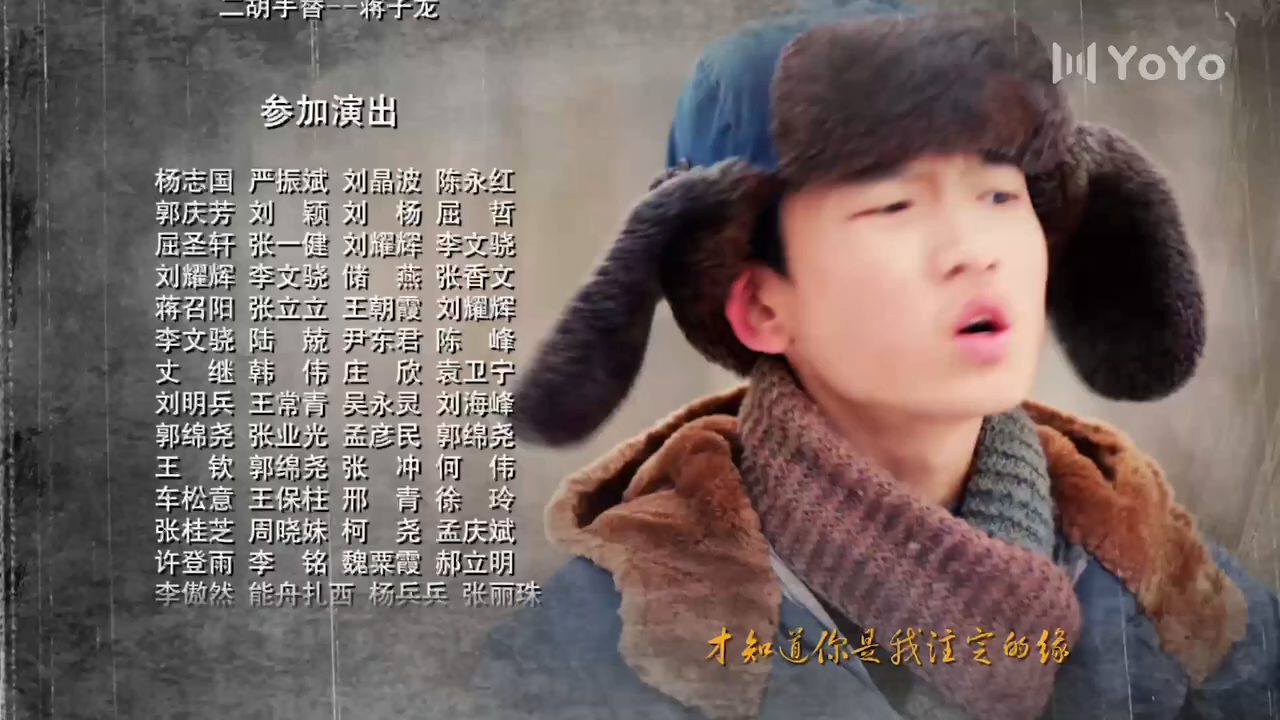 二胡手替--蒋子龙
YoYo
参加演出
杨志国 严振斌 刘晶波 陈永红
郭庆芳 刘 颖 刘 杨 屈 哲
屈圣轩 张一健 刘耀辉 李文骁
刘耀辉 李文骁 储 燕 张香文
蒋召阳 张立立 王朝霞 刘耀辉
李文骁 陆 兢 尹东君 陈 峰
丈 继 韩 伟 庄 欣 袁卫宁
刘明兵 王常青 吴永灵 刘海峰
郭绵尧 张业光 孟彦民 郭绵尧
王 钦 郭绵尧 张 冲 何 伟
车松意 王保柱 邢 青 徐 玲
张桂芝 周晓妹 柯 尧 孟庆斌
许登雨 李 铭 魏粟霞 郝立明
李傲然 能舟扎西 杨兵兵 张丽珠
才知道你是我注定的缘